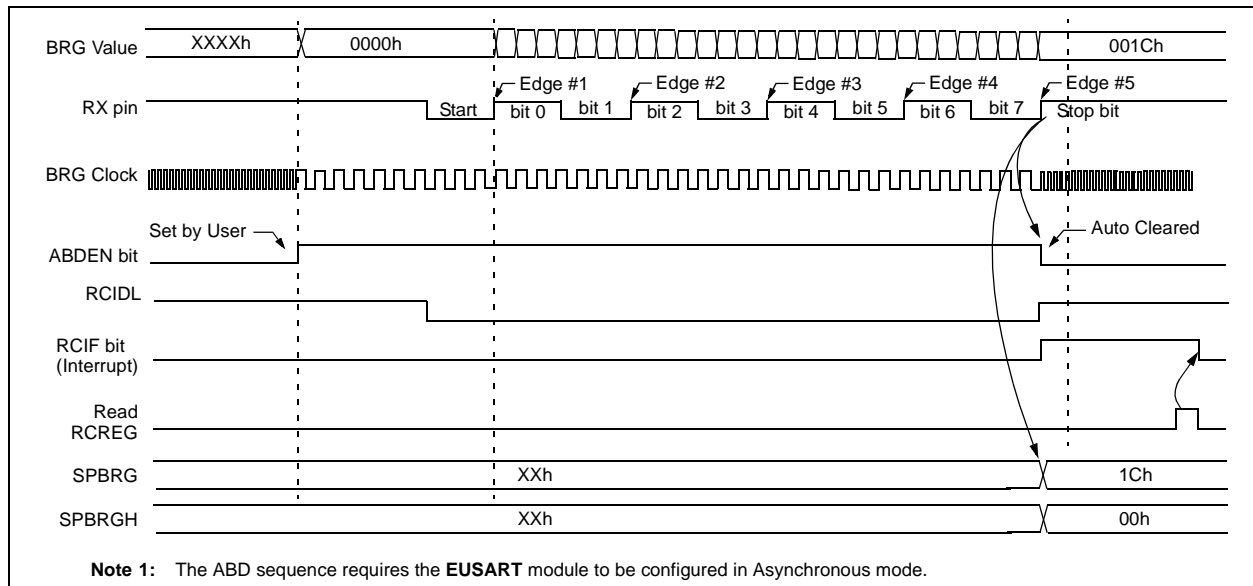 BRG Value
XXXXh
0000h
001Ch
Edge #1
Edge #2
Edge #3
Edge #4
Edge #5
RX pin
Start
bit 0
bit 1
bit 2
bit 3
bit 4
bit 5
bit 6
bit 7
Stop bit
BRG Clock
Set by User
Auto Cleared
ABDEN bit
RCIDL
RCIF bit
(Interrupt)
Read
RCREG
SPBRG
XXh
1Ch
SPBRGH
XXh
00h
Note 1: The ABD sequence requires the EUSART module to be configured in Asynchronous mode.